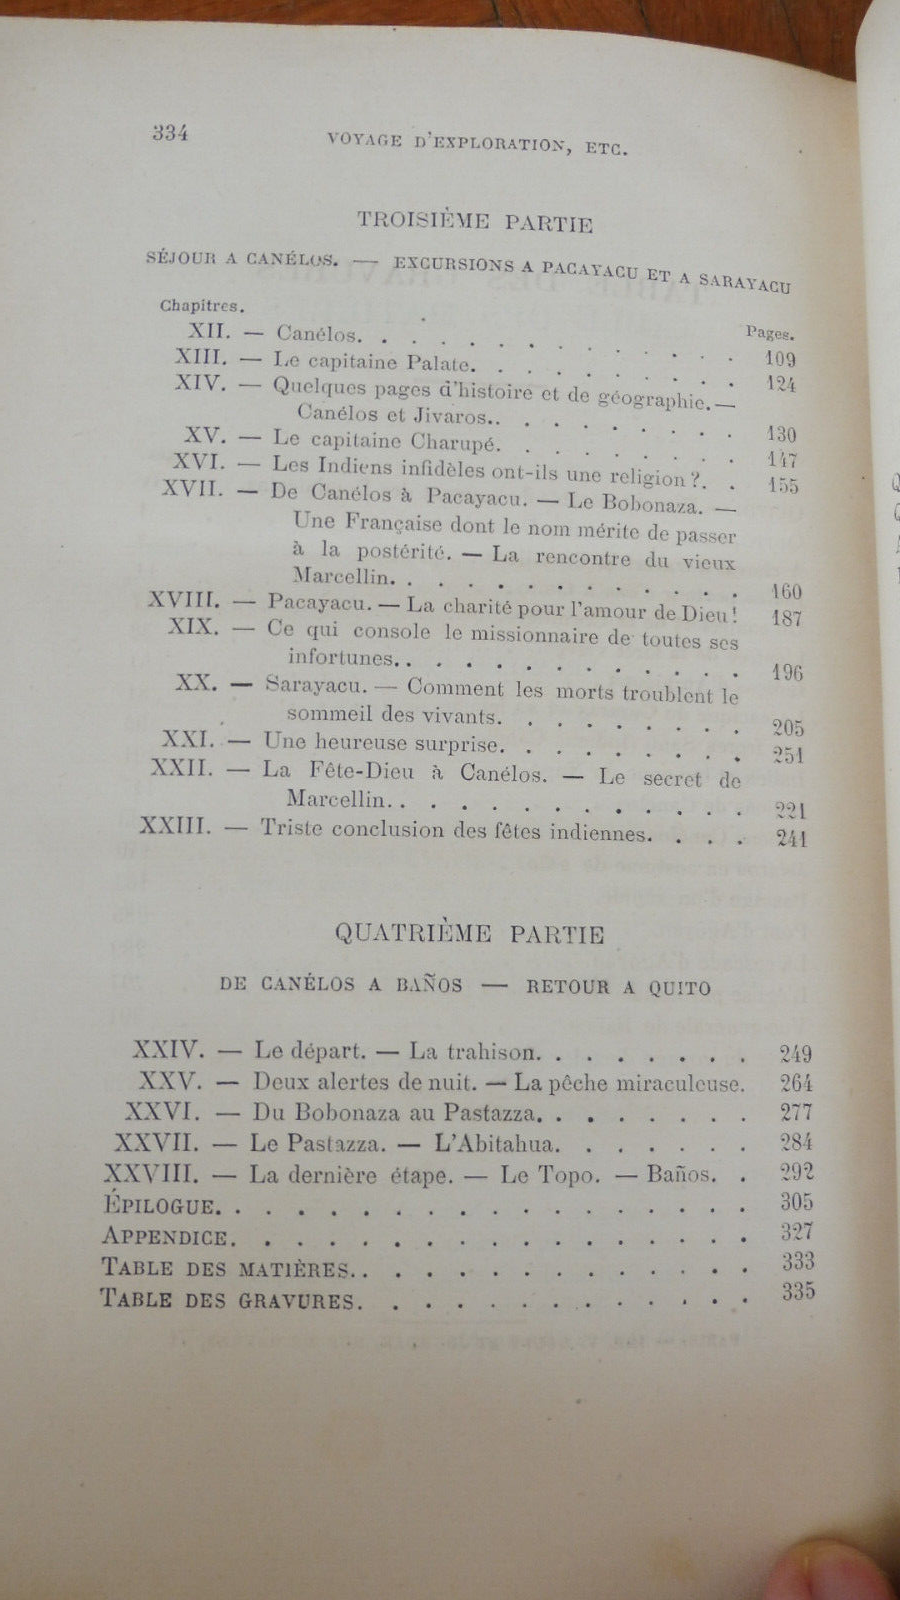 334 VOYAGE D'EXPLORATION, ETC.
TROISIÈME PARTIE
SÉJOUR A CANÉLOS. — EXCURSIONS A PACAYACU ET A SARAYACU
Chapitres. Pages.
XII. — Canélos. . . . . . . . . . . . . 109
XIII. — Le capitaine Palate. . . . . . . . . . 124
XIV. — Quelques pages d'histoire et de géographie. —
Canélos et Jivaros. . . . . . . . . . 130
XV. — Le capitaine Charupé. . . . . . . . . 147
XVI. — Les Indiens infidèles ont-ils une religion ?. . 155
XVII. — De Canélos à Pacayacu. — Le Bobonaza. —
Une Française dont le nom mérite de passer
à la postérité. — La rencontre du vieux
Marcellin. . . . . . . . . . . . . 160
XVIII. — Pacayacu. — La charité pour l'amour de Dieu ! 187
XIX. — Ce qui console le missionnaire de toutes ses
infortunes. . . . . . . . . . . . . 196
XX. — Sarayacu. — Comment les morts troublent le
sommeil des vivants. . . . . . . . . 205
XXI. — Une heureuse surprise. . . . . . . . . 251
XXII. — La Fête-Dieu à Canélos. — Le secret de
Marcellin. . . . . . . . . . . . . 221
XXIII. — Triste conclusion des fêtes indiennes. . . . 241
QUATRIÈME PARTIE
DE CANÉLOS A BAÑOS — RETOUR A QUITO
XXIV. — Le départ. — La trahison. . . . . . . . 249
XXV. — Deux alertes de nuit. — La pêche miraculeuse. 264
XXVI. — Du Bobonaza au Pastazza. . . . . . . . 277
XXVII. — Le Pastazza. — L'Abitahua. . . . . . . 284
XXVIII. — La dernière étape. — Le Topo. — Baños. . 292
ÉPILOGUE. . . . . . . . . . . . . . . . . . 305
APPENDICE. . . . . . . . . . . . . . . . . 327
TABLE DES MATIÈRES. . . . . . . . . . . . . . 333
TABLE DES GRAVURES. . . . . . . . . . . . . 335